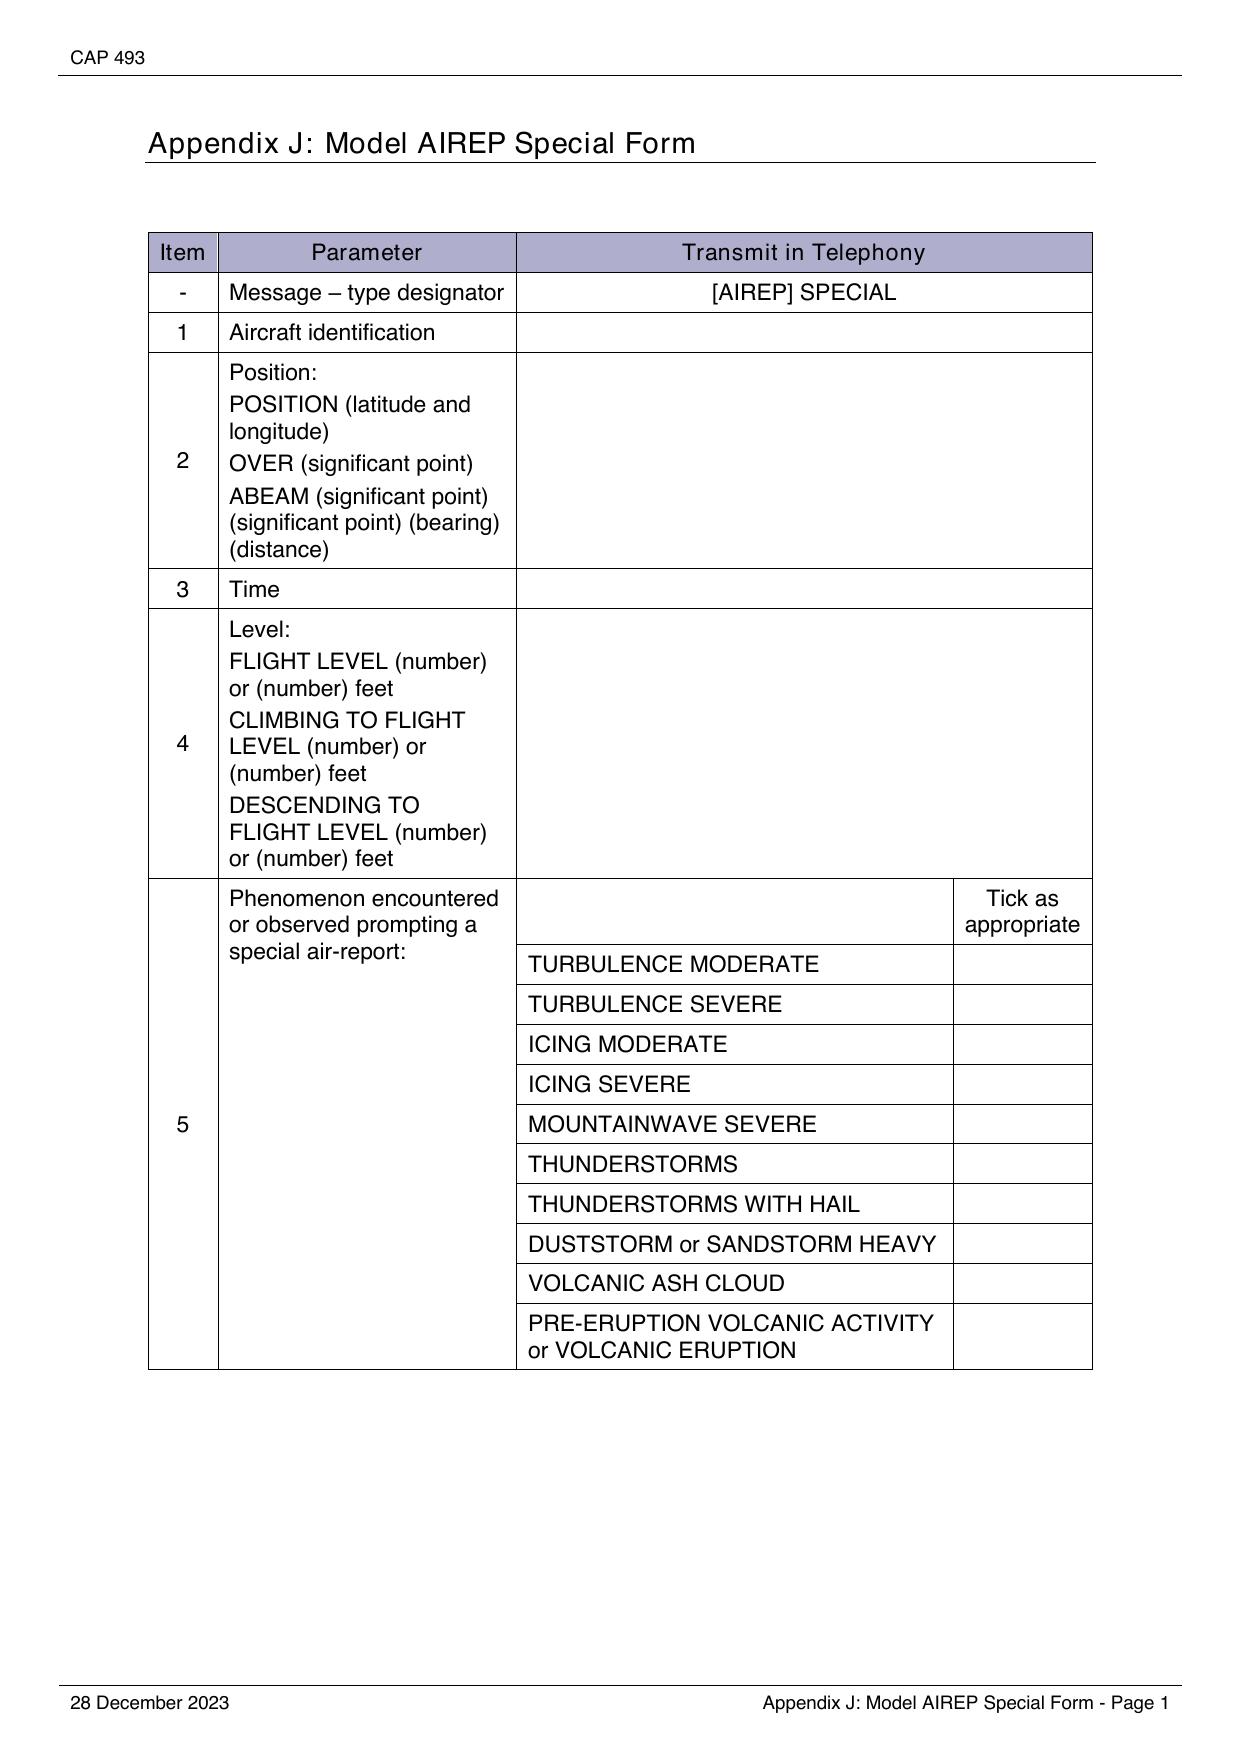 CAP 493
Appendix J: Model AIREP Special Form
Item Parameter Transmit in Telephony
- Message – type designator [AIREP] SPECIAL
1 Aircraft identification
2
Position:
POSITION (latitude and
longitude)
OVER (significant point)
ABEAM (significant point)
(significant point) (bearing)
(distance)
3 Time
4
Level:
FLIGHT LEVEL (number)
or (number) feet
CLIMBING TO FLIGHT
LEVEL (number) or
(number) feet
DESCENDING TO
FLIGHT LEVEL (number)
or (number) feet
5
Phenomenon encountered
or observed prompting a
special air-report:
Tick as
appropriate
TURBULENCE MODERATE
TURBULENCE SEVERE
ICING MODERATE
ICING SEVERE
MOUNTAINWAVE SEVERE
THUNDERSTORMS
THUNDERSTORMS WITH HAIL
DUSTSTORM or SANDSTORM HEAVY
VOLCANIC ASH CLOUD
PRE-ERUPTION VOLCANIC ACTIVITY
or VOLCANIC ERUPTION
28 December 2023 Appendix J: Model AIREP Special Form - Page 1